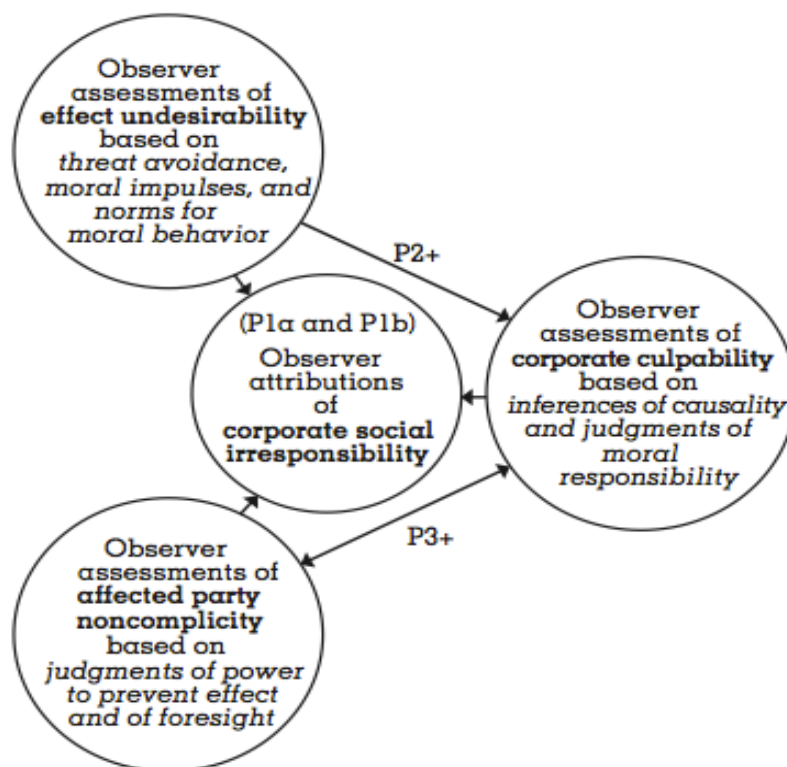 Observer
assessments of
effect undesirability
based on
threat avoidance,
moral impulses, and
norms for
moral behavior
P2+
(P1a and P1b)
Observer
attributions
of
corporate social
irresponsibility
Observer
assessments of
corporate culpability
based on
inferences of causality
and judgments of
moral
responsibility
P3+
Observer
assessments of
affected party
noncomplicity
based on
judgments of power
to prevent effect
and of foresight